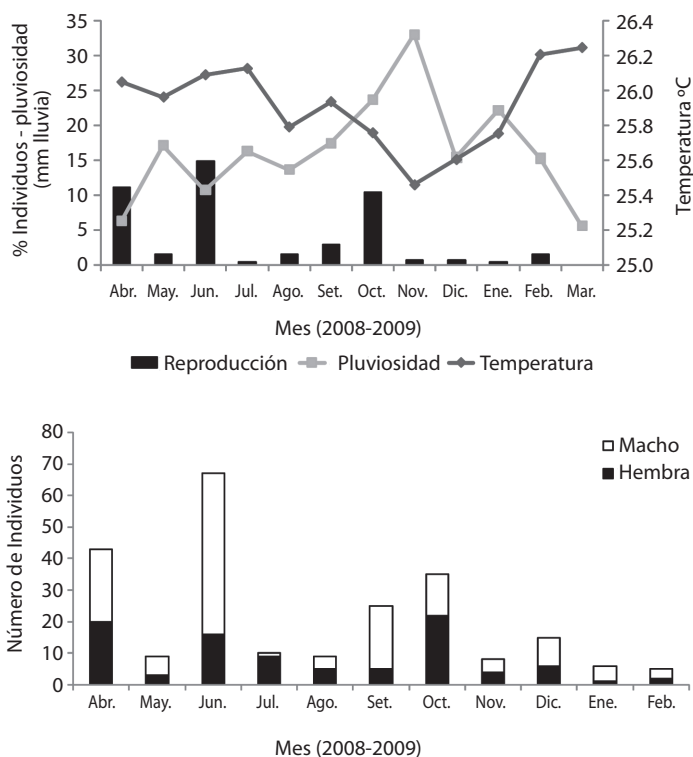 % Individuos - pluviosidad
(mm lluvia)
35
30
25
20
15
10
5
0
26.4
26.2
26.0
25.8
25.6
25.4
25.2
25.0
Temperatura ºC
Abr. May. Jun. Jul. Ago. Set. Oct. Nov. Dic. Ene. Feb. Mar.
Mes (2008-2009)
Reproducción Pluviosidad Temperatura
Número de Individuos
80
70
60
50
40
30
20
10
0
Macho
Hembra
Abr. May. Jun. Jul. Ago. Set. Oct. Nov. Dic. Ene. Feb.
Mes (2008-2009)